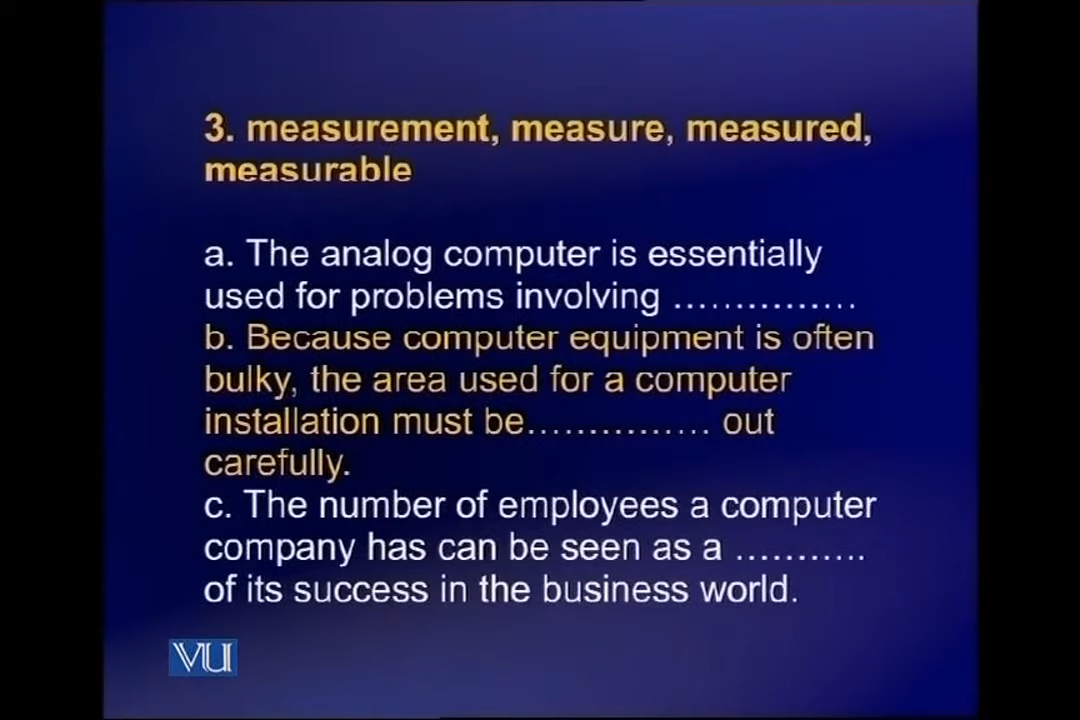 3. measurement, measure, measured,
measurable
a. The analog computer is essentially
used for problems involving ……………
b. Because computer equipment is often
bulky, the area used for a computer
installation must be…………… out
carefully.
c. The number of employees a computer
company has can be seen as a ………..
of its success in the business world.
VU